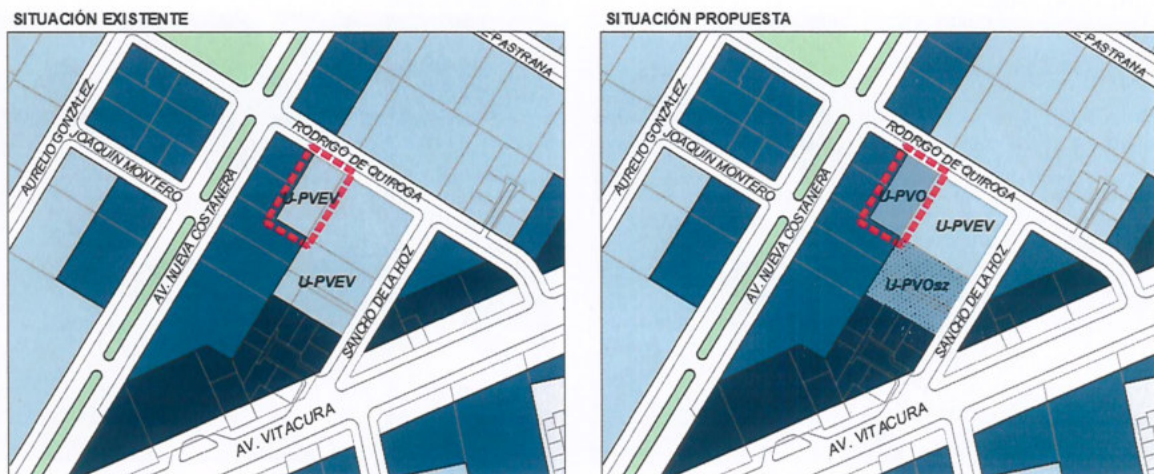 SITUACIÓN EXISTENTE
E PASTRANA
AURELIO GONZALEZ
JOAQUÍN MONTERO
AV. NUEVA COSTANERA
RODRIGO DE QUIROGA
U-PVEV
U-PVEV
SANCHO DE LA HOZ
AV. VITACURA
SITUACIÓN PROPUESTA
E PASTRANA
AURELIO GONZALEZ
JOAQUÍN MONTERO
AV. NUEVA COSTANERA
RODRIGO DE QUIROGA
U-PVO
U-PVEV
U-PVOsz
SANCHO DE LA HOZ
AV. VITACURA